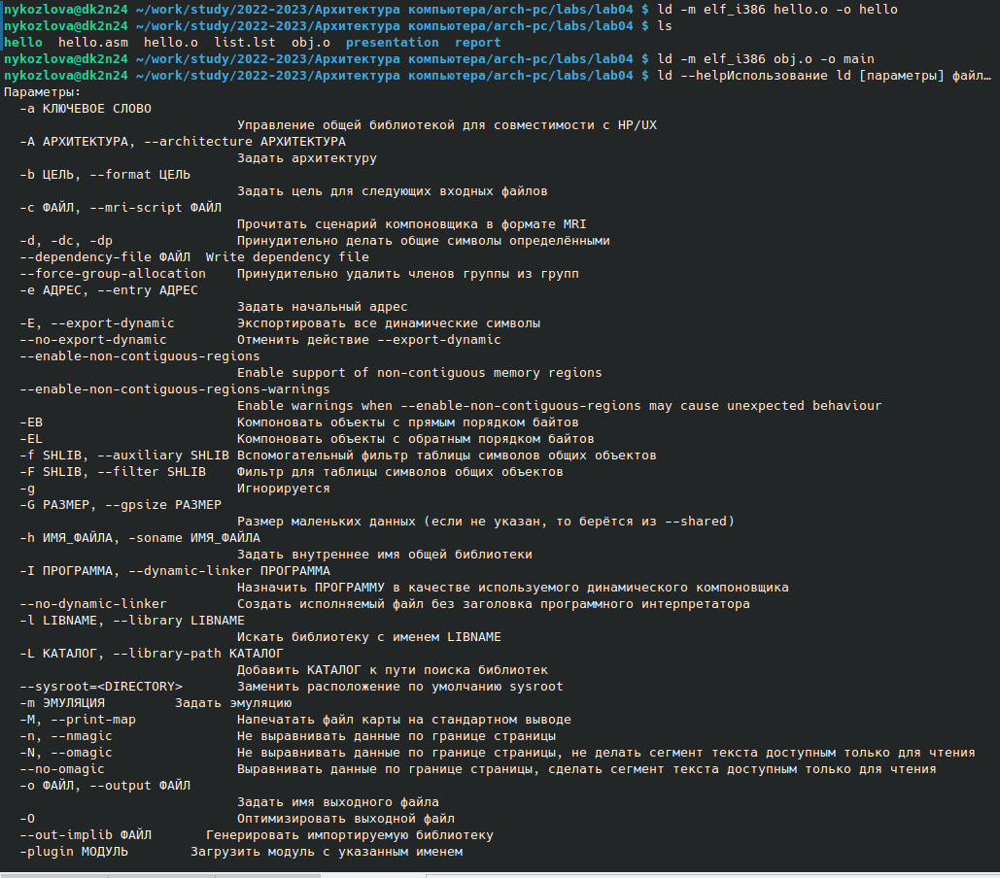 nykozlova@dk2n24 ~/work/study/2022-2023/Архитектура компьютера/arch-pc/labs/lab04 $ ld -m elf_i386 hello.o -o hello
nykozlova@dk2n24 ~/work/study/2022-2023/Архитектура компьютера/arch-pc/labs/lab04 $ ls
hello  hello.asm  hello.o  list.lst  obj.o  presentation  report
nykozlova@dk2n24 ~/work/study/2022-2023/Архитектура компьютера/arch-pc/labs/lab04 $ ld -m elf_i386 obj.o -o main
nykozlova@dk2n24 ~/work/study/2022-2023/Архитектура компьютера/arch-pc/labs/lab04 $ ld --helpИспользование ld [параметры] файл…
Параметры:
  -a КЛЮЧЕВОЕ СЛОВО
                              Управление общей библиотекой для совместимости с HP/UX
  -A АРХИТЕКТУРА, --architecture АРХИТЕКТУРА
                              Задать архитектуру
  -b ЦЕЛЬ, --format ЦЕЛЬ
                              Задать цель для следующих входных файлов
  -c ФАЙЛ, --mri-script ФАЙЛ
                              Прочитать сценарий компоновщика в формате MRI
  -d, -dc, -dp                Принудительно делать общие символы определёнными
  --dependency-file ФАЙЛ  Write dependency file
  --force-group-allocation    Принудительно удалить членов группы из групп
  -e АДРЕС, --entry АДРЕС
                              Задать начальный адрес
  -E, --export-dynamic        Экспортировать все динамические символы
  --no-export-dynamic         Отменить действие --export-dynamic
  --enable-non-contiguous-regions
                              Enable support of non-contiguous memory regions
  --enable-non-contiguous-regions-warnings
                              Enable warnings when --enable-non-contiguous-regions may cause unexpected behaviour
  -EB                         Компоновать объекты с прямым порядком байтов
  -EL                         Компоновать объекты с обратным порядком байтов
  -f SHLIB, --auxiliary SHLIB Вспомогательный фильтр таблицы символов общих объектов
  -F SHLIB, --filter SHLIB    Фильтр для таблицы символов общих объектов
  -g                          Игнорируется
  -G РАЗМЕР, --gpsize РАЗМЕР
                              Размер маленьких данных (если не указан, то берётся из --shared)
  -h ИМЯ_ФАЙЛА, -soname ИМЯ_ФАЙЛА
                              Задать внутреннее имя общей библиотеки
  -I ПРОГРАММА, --dynamic-linker ПРОГРАММА
                              Назначить ПРОГРАММУ в качестве используемого динамического компоновщика
  --no-dynamic-linker         Создать исполняемый файл без заголовка программного интерпретатора
  -l LIBNAME, --library LIBNAME
                              Искать библиотеку с именем LIBNAME
  -L КАТАЛОГ, --library-path КАТАЛОГ
                              Добавить КАТАЛОГ к пути поиска библиотек
  --sysroot=<DIRECTORY>       Заменить расположение по умолчанию sysroot
  -m ЭМУЛЯЦИЯ         Задать эмуляцию
  -M, --print-map             Напечатать файл карты на стандартном выводе
  -n, --nmagic                Не выравнивать данные по границе страницы
  -N, --omagic                Не выравнивать данные по границе страницы, не делать сегмент текста доступным только для чтения
  --no-omagic                 Выравнивать данные по границе страницы, сделать сегмент текста доступным только для чтения
  -o ФАЙЛ, --output ФАЙЛ
                              Задать имя выходного файла
  -O                          Оптимизировать выходной файл
  --out-implib ФАЙЛ       Генерировать импортируемую библиотеку
  -plugin МОДУЛЬ        Загрузить модуль с указанным именем